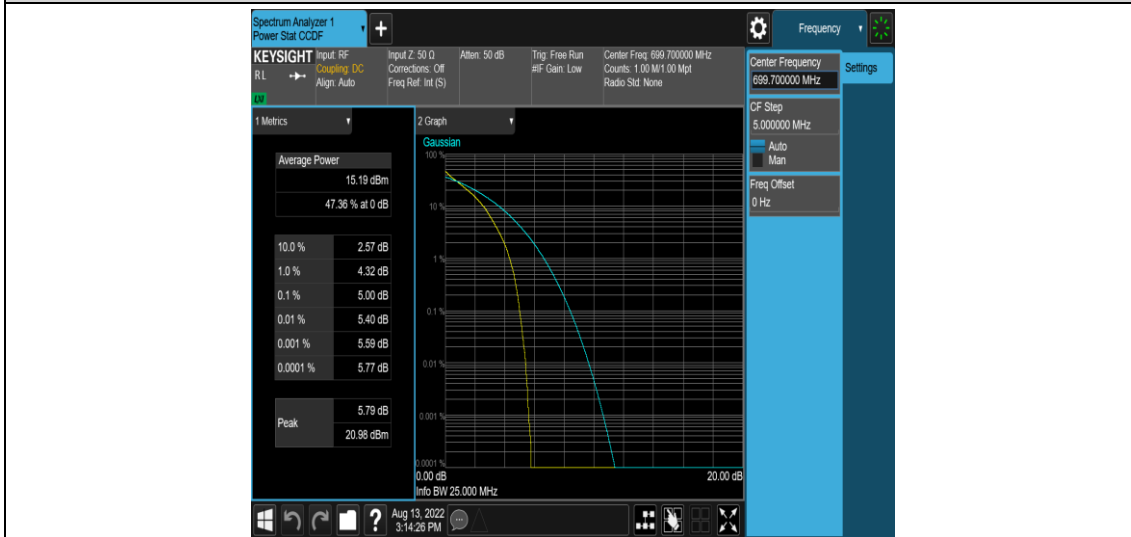 Spectrum Analyzer 1
Power Stat CCDF
+
Frequency
KEYSIGHT
Input: RF
Coupling: DC
Align: Auto
RL
LXI
Input Z: 50 Ω
Corrections: Off
Freq Ref: Int (S)
Atten: 50 dB
Trig: Free Run
#IF Gain: Low
Center Freq: 699.700000 MHz
Counts: 1.00 M/1.00 Mpt
Radio Std: None
Center Frequency
699.700000 MHz
Settings
CF Step
5.000000 MHz
Auto
Man
Freq Offset
0 Hz
1 Metrics
Average Power
15.19 dBm
47.36 % at 0 dB
10.0 % 2.57 dB
1.0 % 4.32 dB
0.1 % 5.00 dB
0.01 % 5.40 dB
0.001 % 5.59 dB
0.0001 % 5.77 dB
Peak
5.79 dB
20.98 dBm
2 Graph
Gaussian
100 %
10 %
1 %
0.1 %
0.01 %
0.001 %
0.0001 %
0.00 dB
20.00 dB
Info BW 25.000 MHz
?
Aug 13, 2022
3:14:26 PM